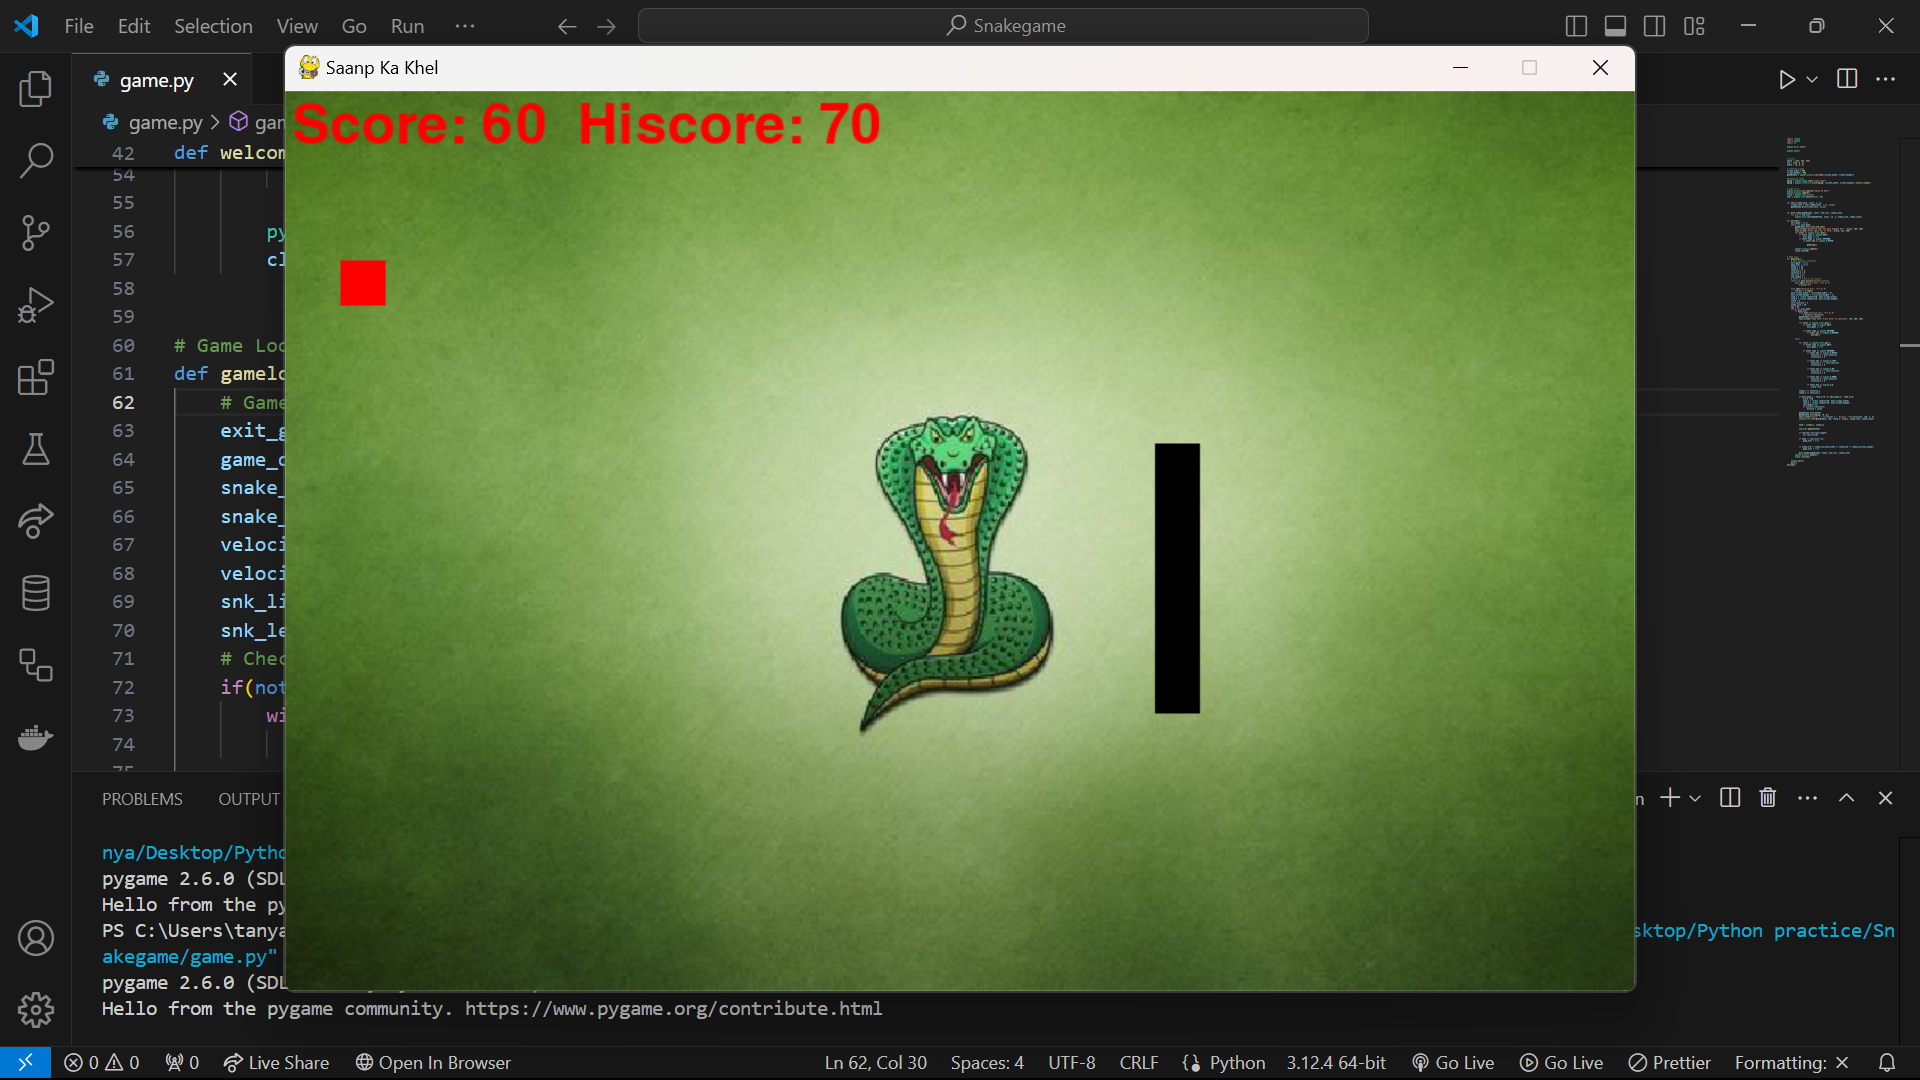 File Edit Selection View Go Run ··· Snakegame
game.py
Saanp Ka Khel
game.py > gam
Score: 60 Hiscore: 70
42 def welcom
54
55
56 py
57 cl
58
59
60 # Game Loo
61 def gamelo
62 # Game
63 exit_g
64 game_o
65 snake_
66 snake_
67 veloci
68 veloci
69 snk_li
70 snk_le
71 # Chec
72 if(not
73 wi
74
75
PROBLEMS OUTPUT n
nya/Desktop/Pytho
pygame 2.6.0 (SDL
Hello from the py
PS C:\Users\tanya sktop/Python practice/Sn
akegame/game.py"
pygame 2.6.0 (SDL
Hello from the pygame community. https://www.pygame.org/contribute.html
0 0 0 Live Share Open In Browser Ln 62, Col 30 Spaces: 4 UTF-8 CRLF {} Python 3.12.4 64-bit Go Live Go Live Prettier Formatting: ×